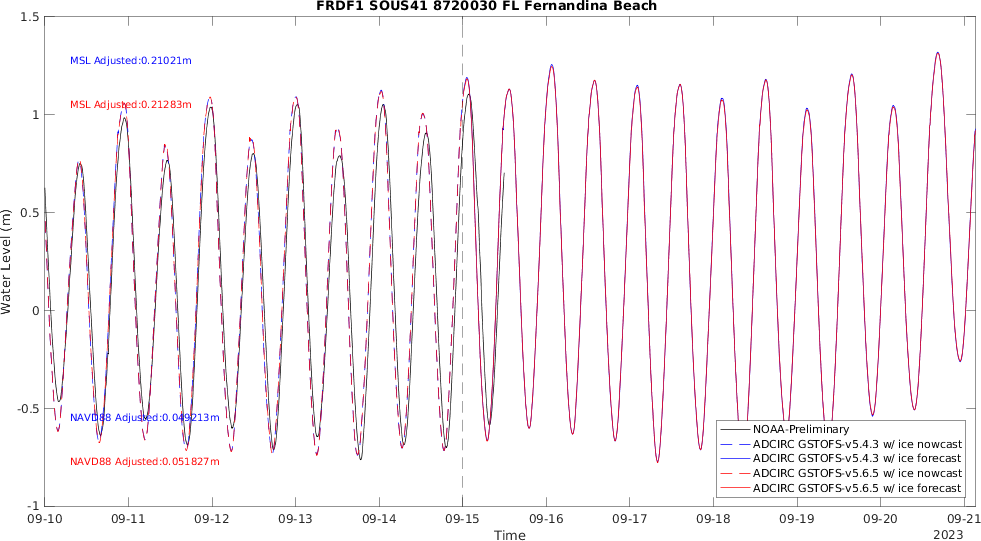 FRDF1 SOUS41 8720030 FL Fernandina Beach
1.5
MSL Adjusted:0.21021m
MSL Adjusted:0.21283m
1
0.5
Water Level (m)
0
-0.5
NAVD88 Adjusted:0.049213m
NAVD88 Adjusted:0.051827m
-1
NOAA-Preliminary
ADCIRC GSTOFS-v5.4.3 w/ ice nowcast
ADCIRC GSTOFS-v5.4.3 w/ ice forecast
ADCIRC GSTOFS-v5.6.5 w/ ice nowcast
ADCIRC GSTOFS-v5.6.5 w/ ice forecast
09-10 09-11 09-12 09-13 09-14 09-15 09-16 09-17 09-18 09-19 09-20 09-21
2023
Time